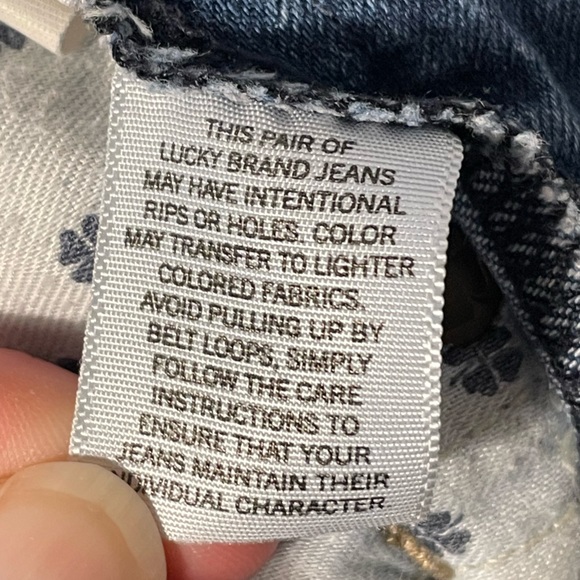 THIS PAIR OF
LUCKY BRAND JEANS
MAY HAVE INTENTIONAL
RIPS OR HOLES. COLOR
MAY TRANSFER TO LIGHTER
COLORED FABRICS.
AVOID PULLING UP BY
BELT LOOPS, SIMPLY
FOLLOW THE CARE
INSTRUCTIONS TO
ENSURE THAT YOUR
JEANS MAINTAIN THEIR
INDIVIDUAL CHARACTER